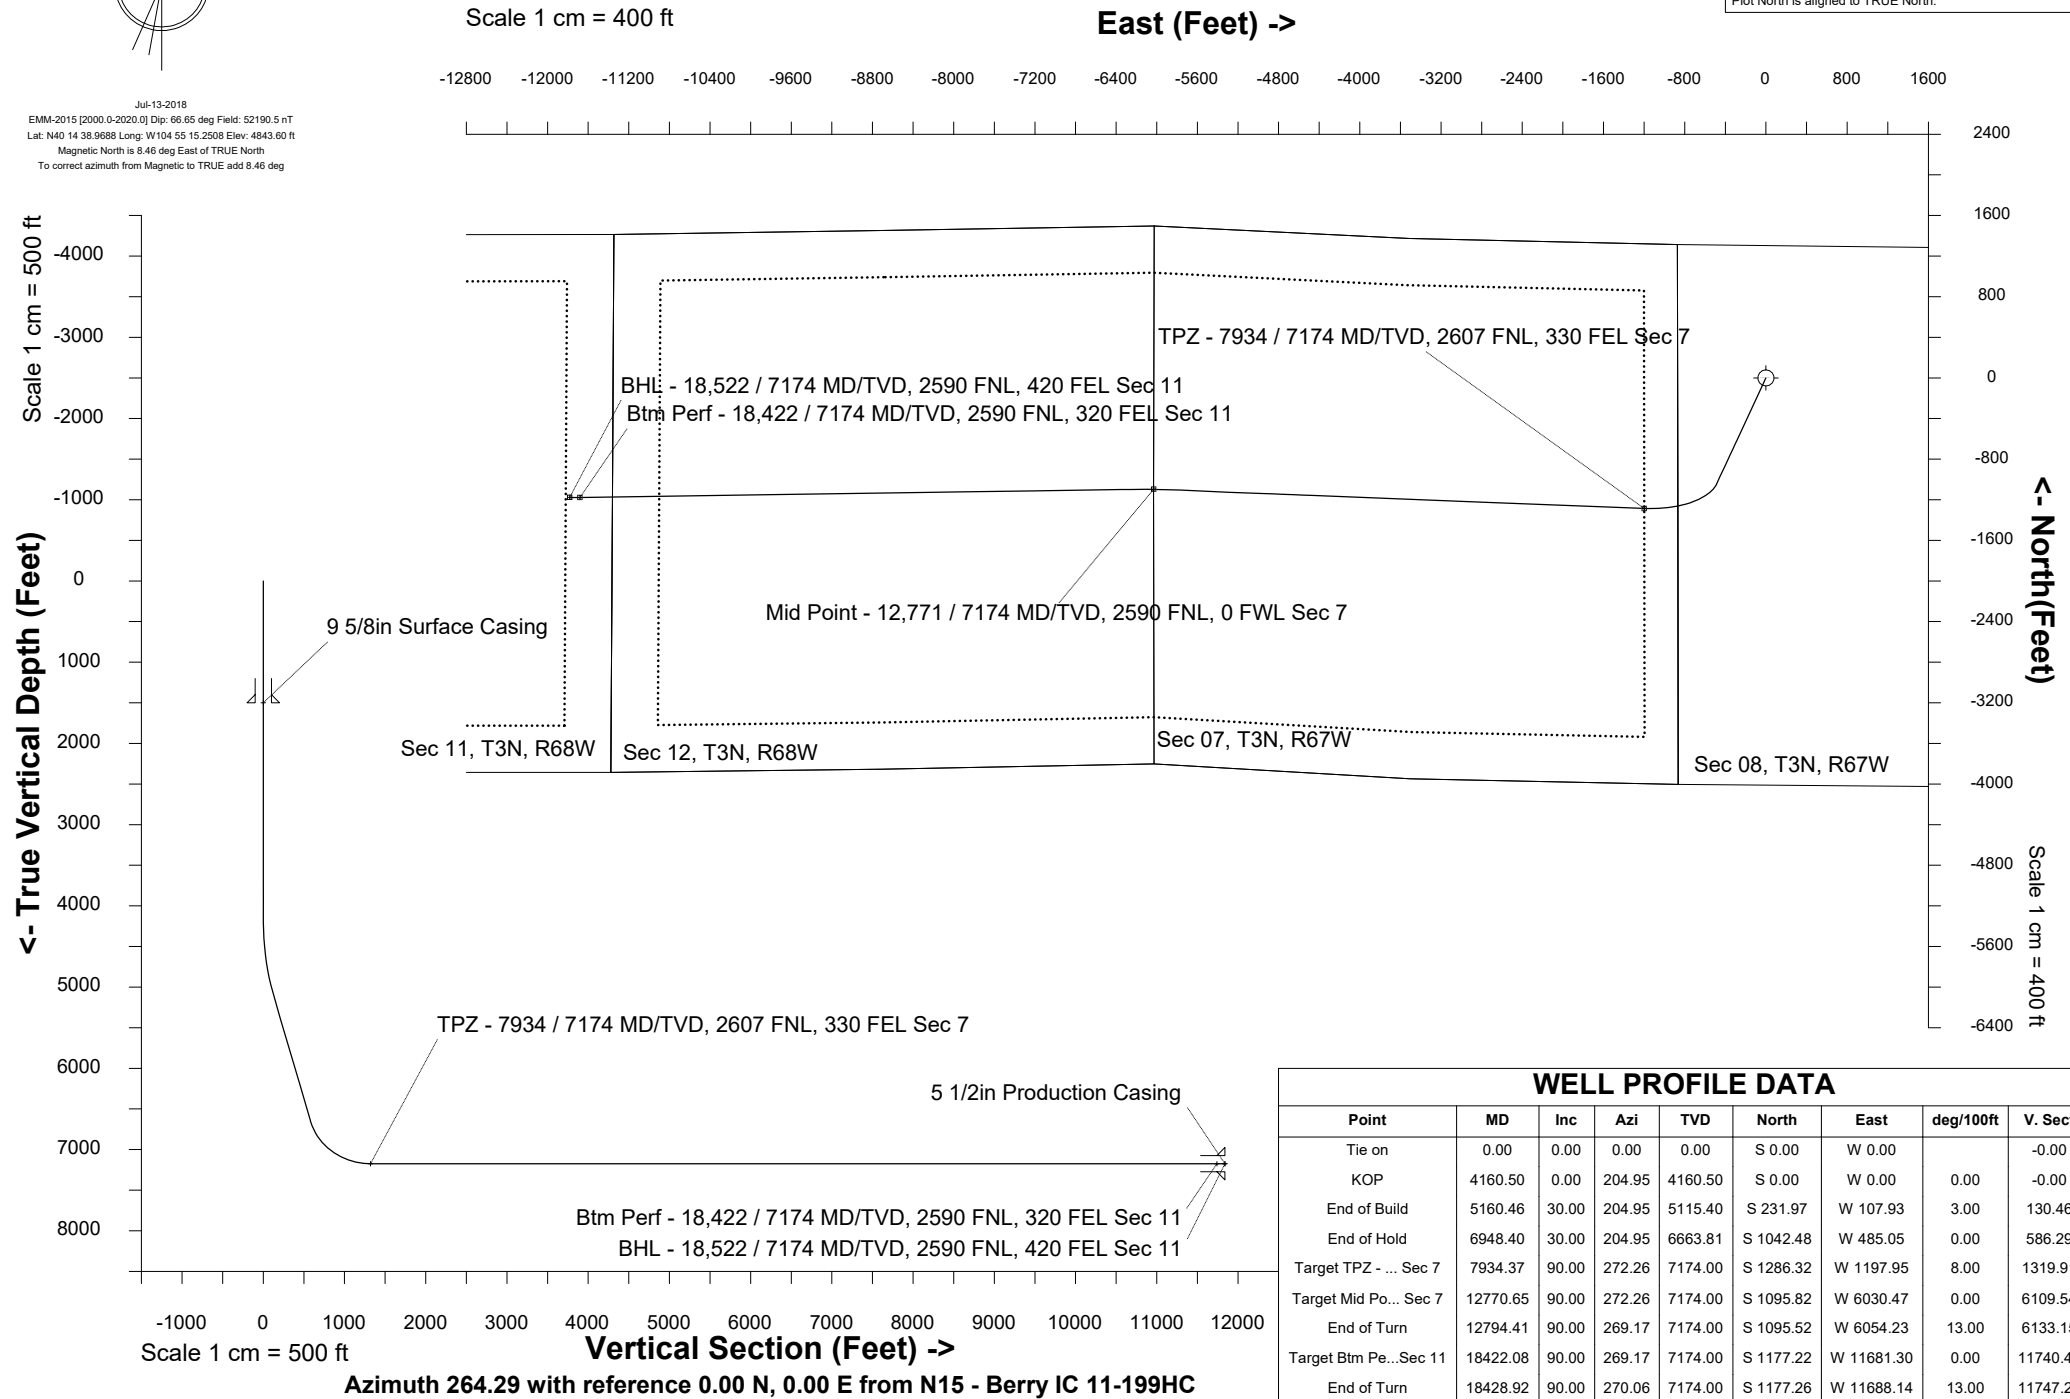 Scale 1 cm = 400 ft
East (Feet) ->
Plot North is aligned to TRUE North.
-12800 -12000 -11200 -10400 -9600 -8800 -8000 -7200 -6400 -5600 -4800 -4000 -3200 -2400 -1600 -800 0 800 1600
Jul-13-2018
EMM-2015 [2000.0-2020.0] Dip: 66.65 deg Field: 52190.5 nT
Lat: N40 14 38.9688 Long: W104 55 15.2508 Elev: 4843.60 ft
Magnetic North is 8.46 deg East of TRUE North
To correct azimuth from Magnetic to TRUE add 8.46 deg
2400
1600
800
0
-800
-1600
-2400
-3200
-4000
-4800
-5600
-6400
<- North(Feet)
Scale 1 cm = 400 ft
Scale 1 cm = 500 ft
<- True Vertical Depth (Feet)
-4000
-3000
-2000
-1000
0
1000
2000
3000
4000
5000
6000
7000
8000
TPZ - 7934 / 7174 MD/TVD, 2607 FNL, 330 FEL Sec 7
BHL - 18,522 / 7174 MD/TVD, 2590 FNL, 420 FEL Sec 11
Btm Perf - 18,422 / 7174 MD/TVD, 2590 FNL, 320 FEL Sec 11
Mid Point - 12,771 / 7174 MD/TVD, 2590 FNL, 0 FWL Sec 7
9 5/8in Surface Casing
Sec 11, T3N, R68W
Sec 12, T3N, R68W
Sec 07, T3N, R67W
Sec 08, T3N, R67W
TPZ - 7934 / 7174 MD/TVD, 2607 FNL, 330 FEL Sec 7
5 1/2in Production Casing
Btm Perf - 18,422 / 7174 MD/TVD, 2590 FNL, 320 FEL Sec 11
BHL - 18,522 / 7174 MD/TVD, 2590 FNL, 420 FEL Sec 11
-1000 0 1000 2000 3000 4000 5000 6000 7000 8000 9000 10000 11000 12000
Scale 1 cm = 500 ft
Vertical Section (Feet) ->
Azimuth 264.29 with reference 0.00 N, 0.00 E from N15 - Berry IC 11-199HC
WELL PROFILE DATA
Point MD Inc Azi TVD North East deg/100ft V. Sec
Tie on 0.00 0.00 0.00 0.00 S 0.00 W 0.00 -0.00
KOP 4160.50 0.00 204.95 4160.50 S 0.00 W 0.00 0.00 -0.00
End of Build 5160.46 30.00 204.95 5115.40 S 231.97 W 107.93 3.00 130.46
End of Hold 6948.40 30.00 204.95 6663.81 S 1042.48 W 485.05 0.00 586.29
Target TPZ - ... Sec 7 7934.37 90.00 272.26 7174.00 S 1286.32 W 1197.95 8.00 1319.9
Target Mid Po... Sec 7 12770.65 90.00 272.26 7174.00 S 1095.82 W 6030.47 0.00 6109.54
End of Turn 12794.41 90.00 269.17 7174.00 S 1095.52 W 6054.23 13.00 6133.15
Target Btm Pe...Sec 11 18422.08 90.00 269.17 7174.00 S 1177.22 W 11681.30 0.00 11740.4
End of Turn 18428.92 90.00 270.06 7174.00 S 1177.26 W 11688.14 13.00 11747.2